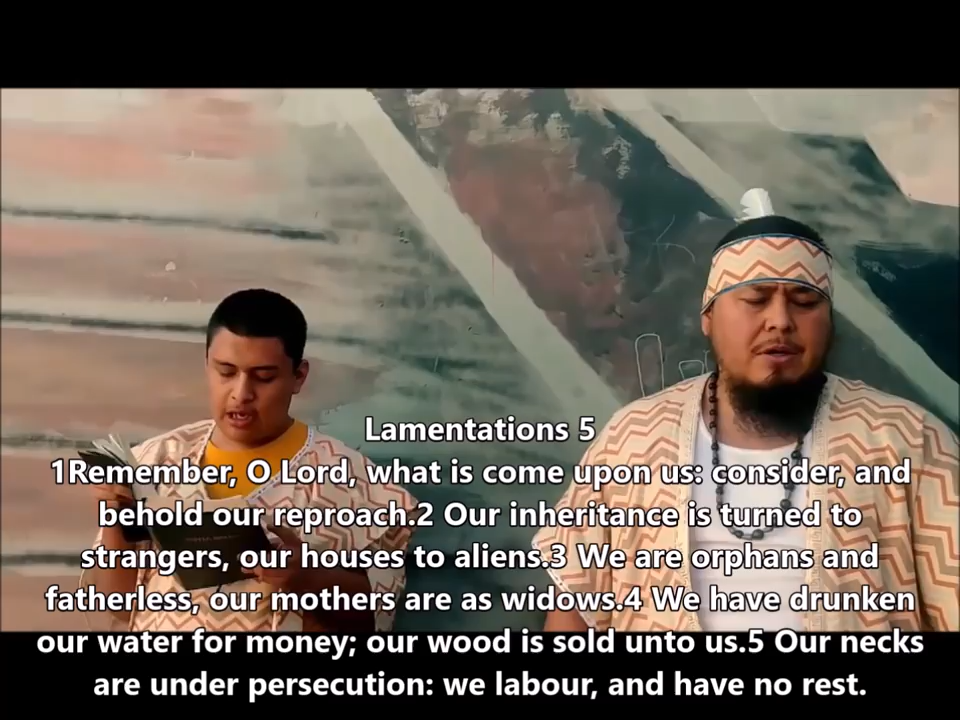 Lamentations 5
1Remember, O Lord, what is come upon us: consider, and
behold our reproach.2 Our inheritance is turned to
strangers, our houses to aliens.3 We are orphans and
fatherless, our mothers are as widows.4 We have drunken
our water for money; our wood is sold unto us.5 Our necks
are under persecution: we labour, and have no rest.